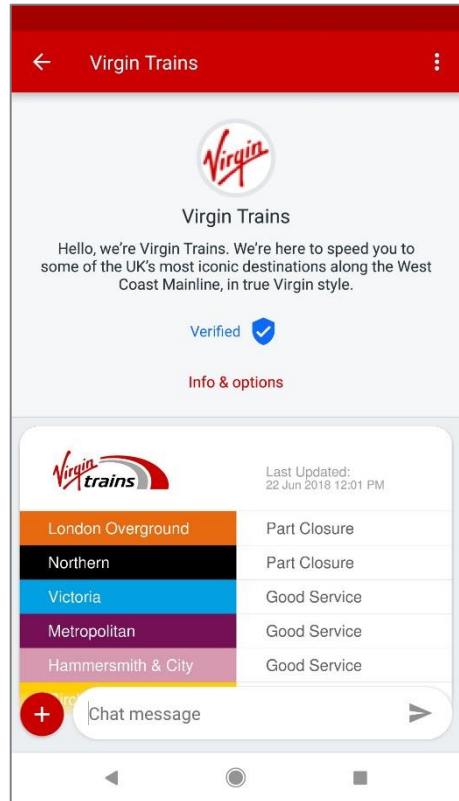 Virgin Trains
Virgin
Virgin Trains
Hello, we're Virgin Trains. We're here to speed you to
some of the UK's most iconic destinations along the West
Coast Mainline, in true Virgin style.
Verified
Info & options
Virgin trains
Last Updated:
22 Jun 2018 12:01 PM
London Overground Part Closure
Northern Part Closure
Victoria Good Service
Metropolitan Good Service
Hammersmith & City Good Service
Chat message